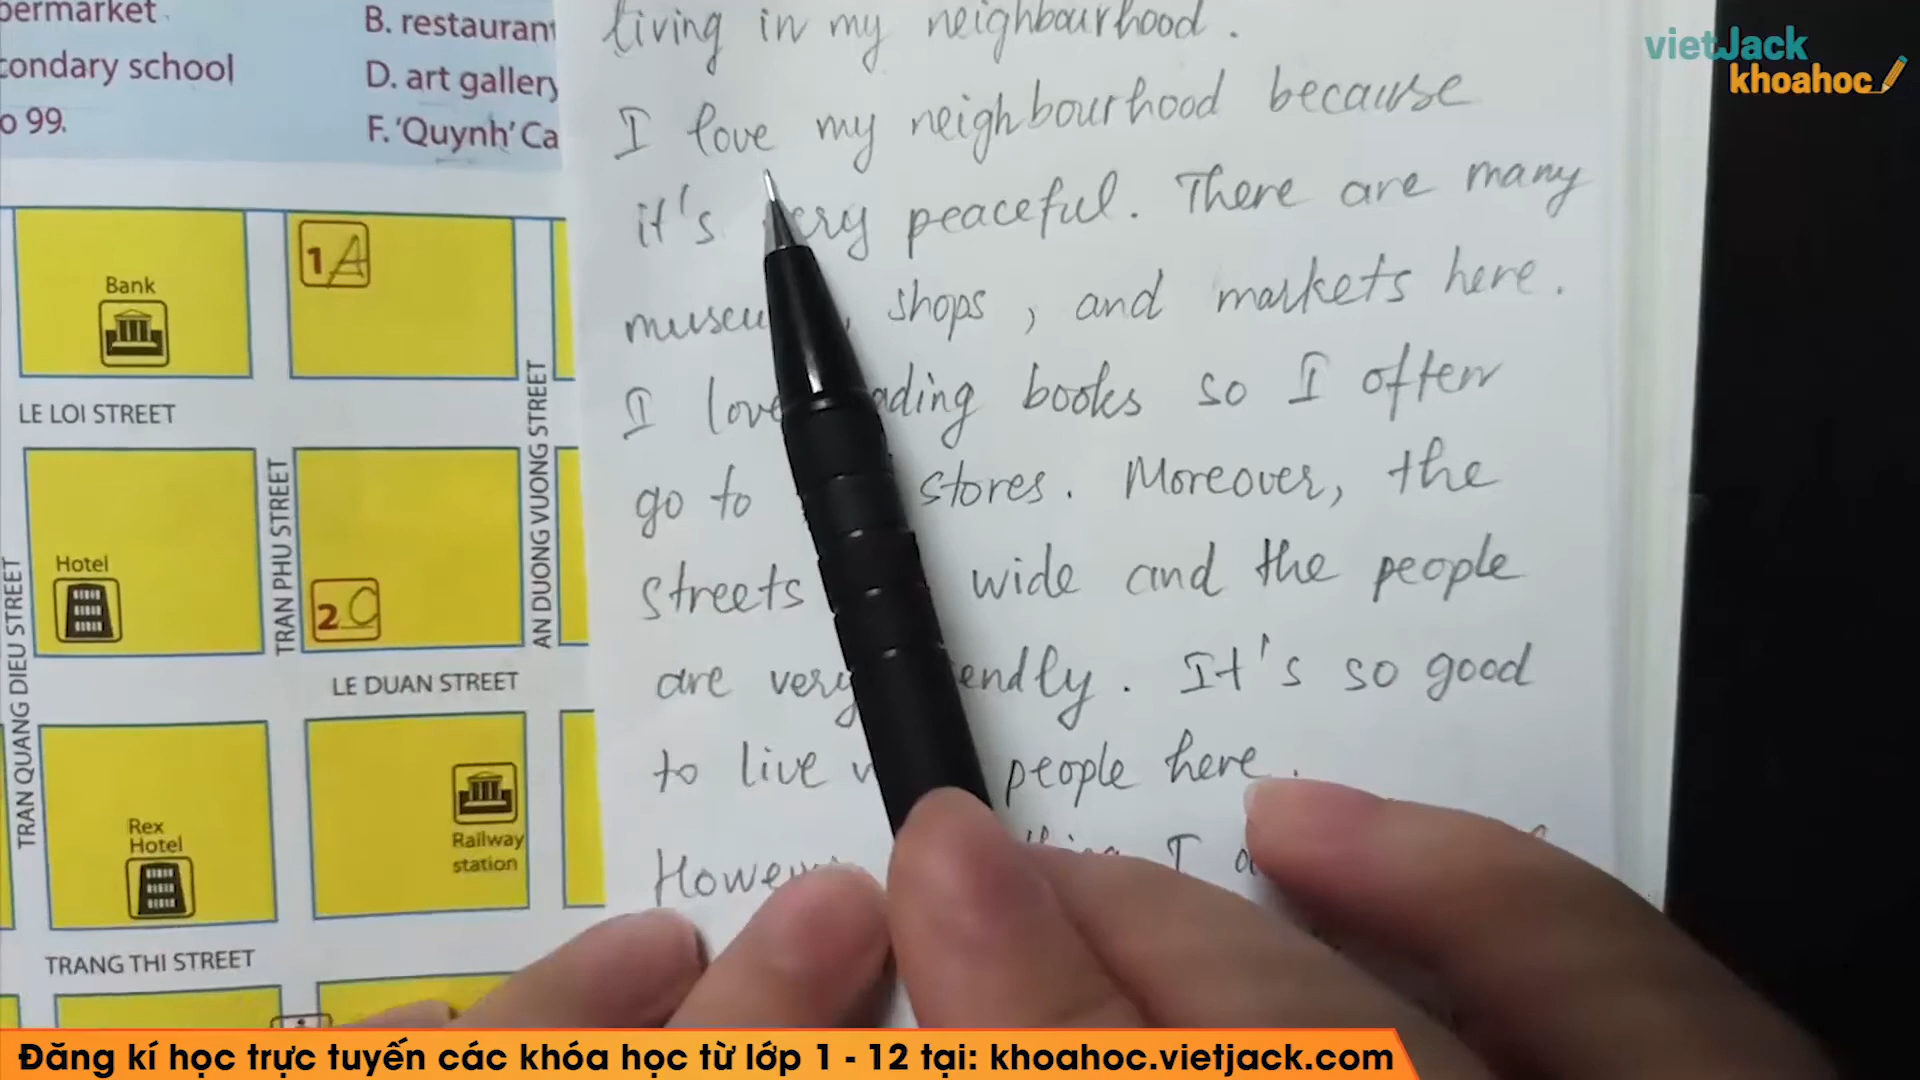 B. restaurant
condary school
D. art gallery
o 99.
F. 'Quynh' Ca
Bank
1 A
LE LOI STREET
Hotel
2 C
TRAN PHU STREET
AN DUONG VUONG STREET
TRAN QUANG DIEU STREET
LE DUAN STREET
Rex
Hotel
Railway
station
TRANG THI STREET
living in my neighbourhood.
I love my neighbourhood because
it's very peaceful. There are many
shops, and markets here.
I love books so I often
go to stores. Moreover, the
streets wide and the people
are very . It's so good
to live people here.
I
vietJack
khoahoc
Đăng kí học trực tuyến các khóa học từ lớp 1 - 12 tại: khoahoc.vietjack.com